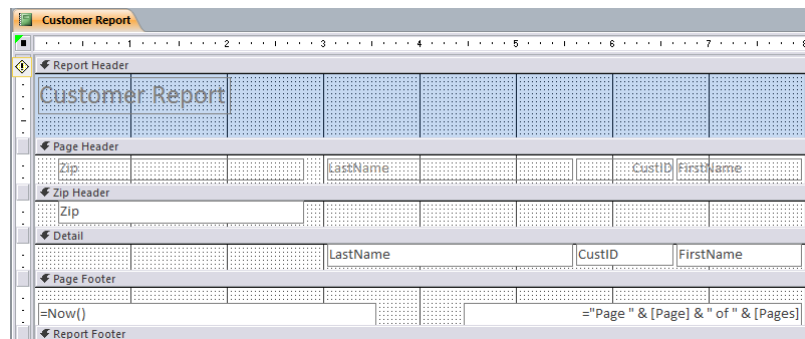 Customer Report
1 2 3 4 5 6 7 8
Report Header
Customer Report
Page Header
Zip LastName CustID FirstName
Zip Header
Zip
Detail
LastName CustID FirstName
Page Footer
=Now() ="Page " & [Page] & " of " & [Pages]
Report Footer